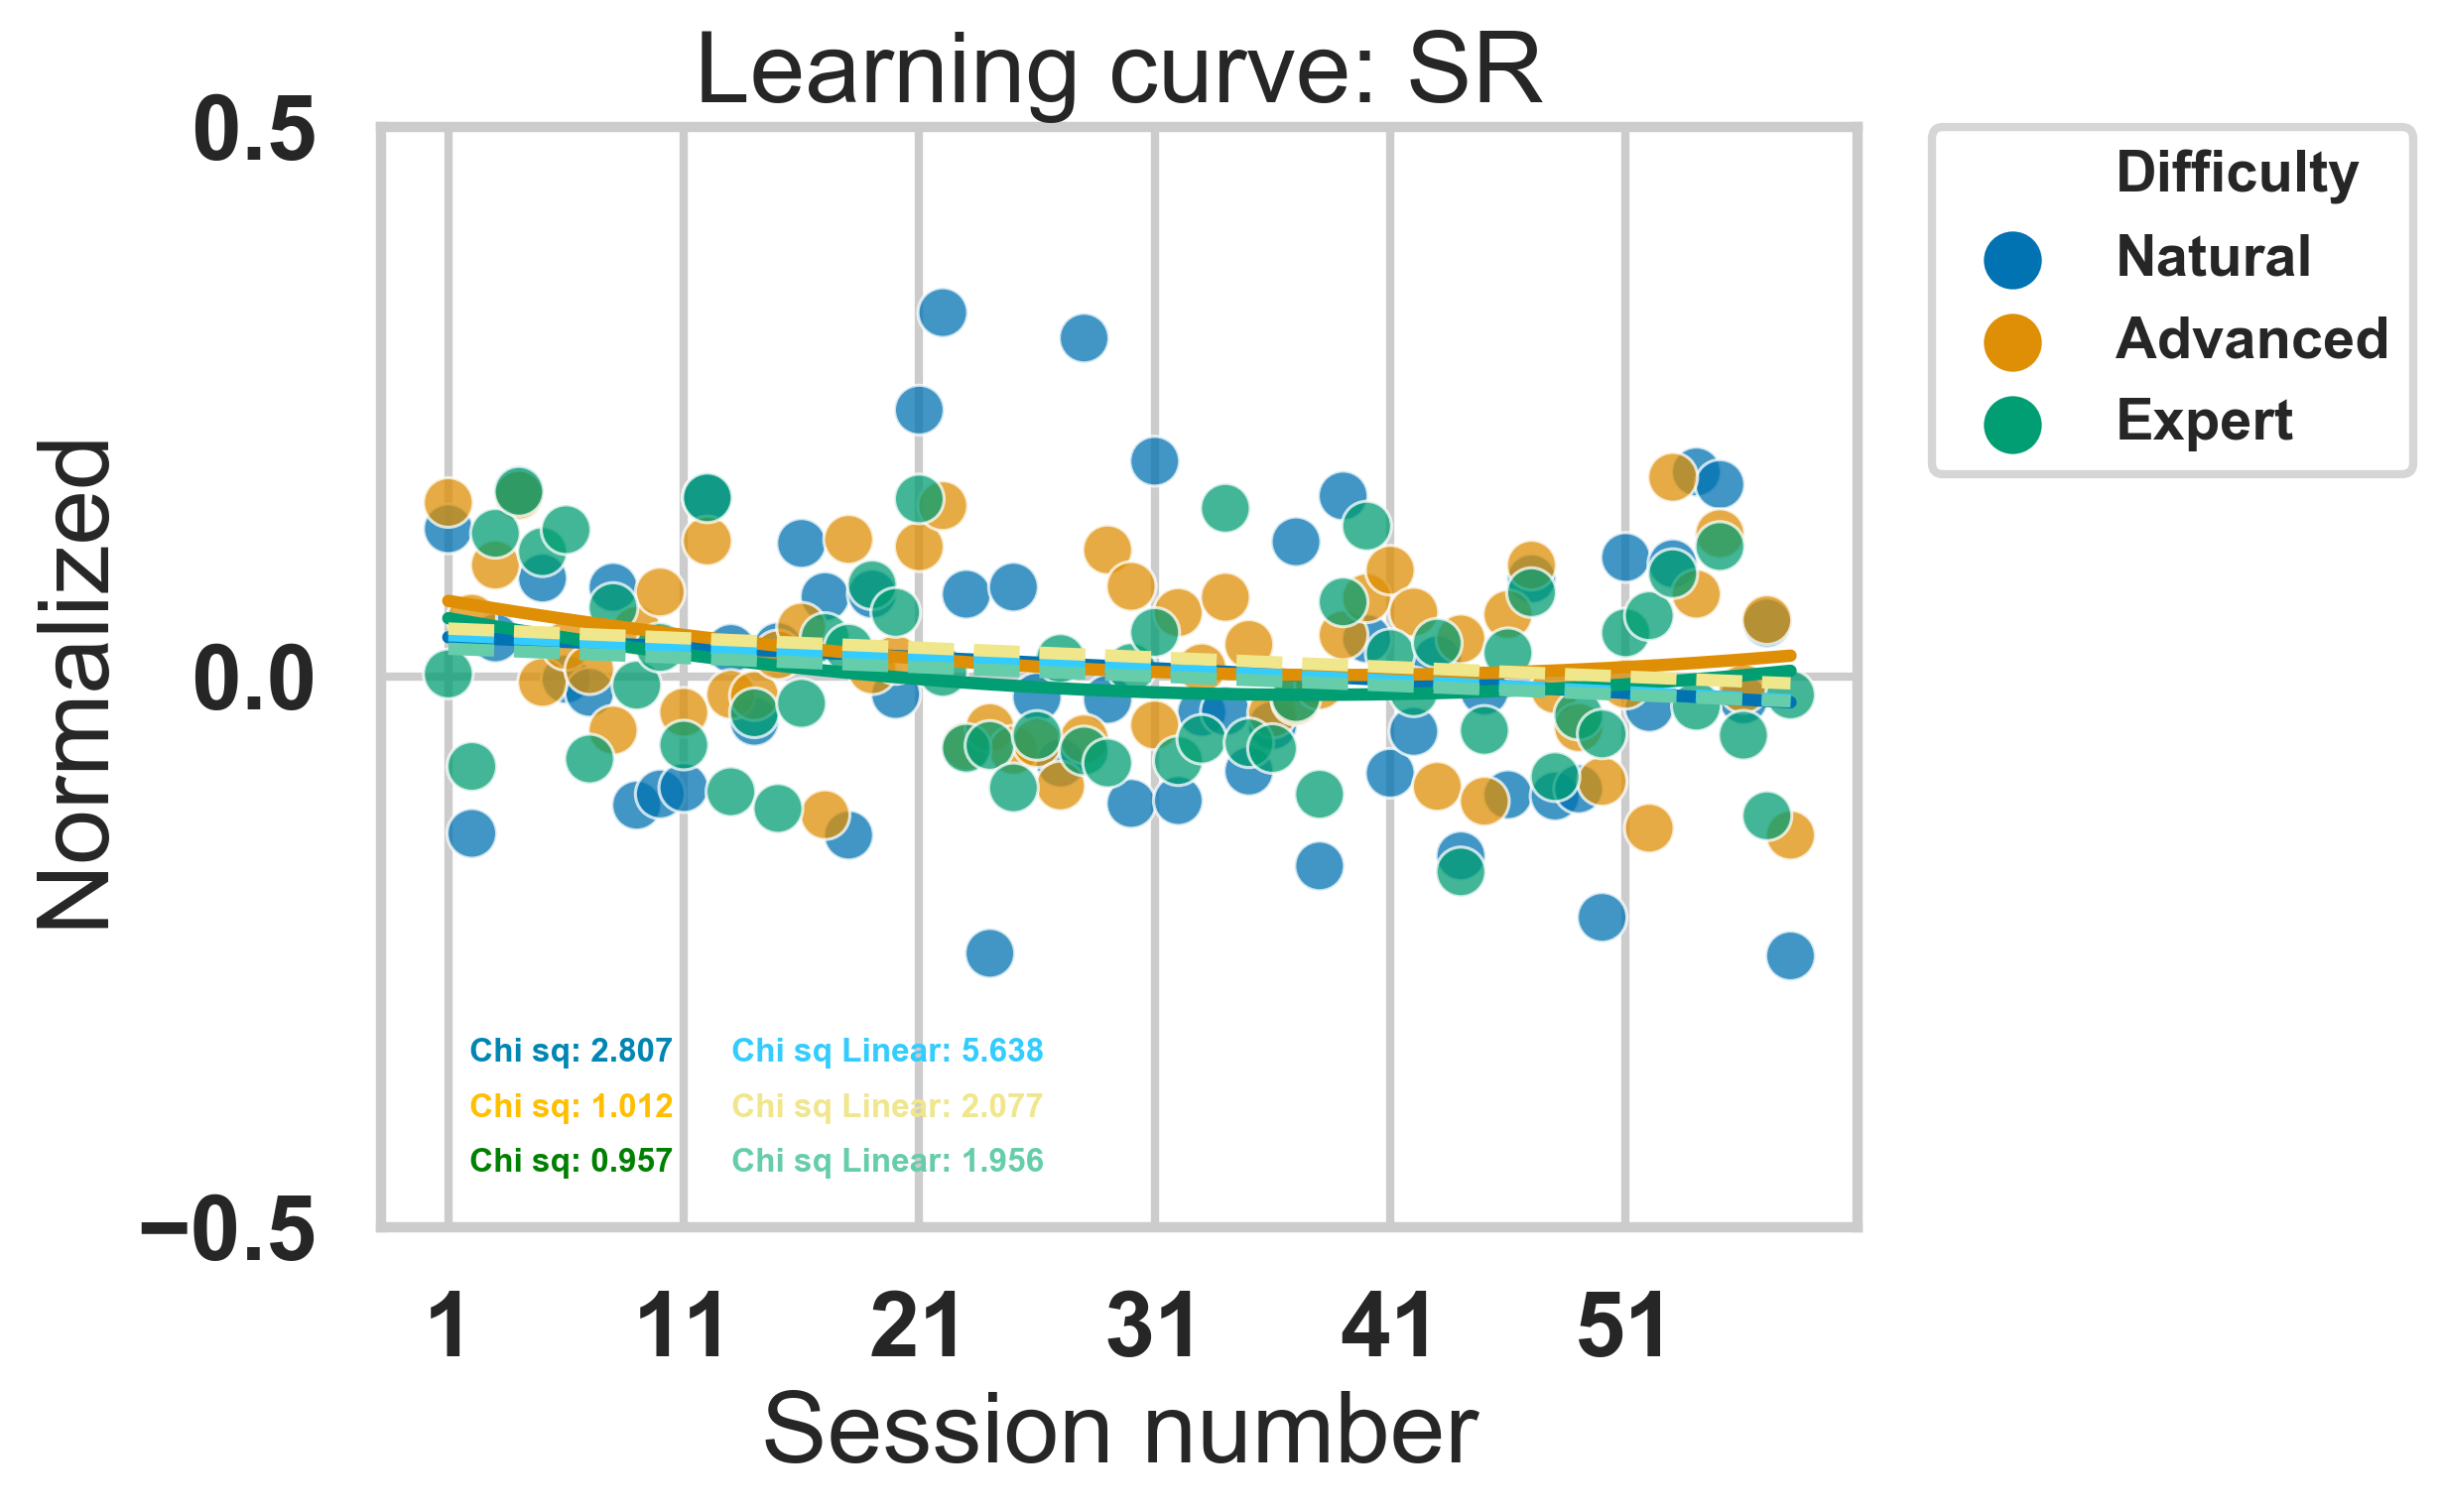 Learning curve: SR
0.5
0.0
−0.5
Normalized
Difficulty
Natural
Advanced
Expert
Chi sq: 2.807 Chi sq Linear: 5.638
Chi sq: 1.012 Chi sq Linear: 2.077
Chi sq: 0.957 Chi sq Linear: 1.956
1 11 21 31 41 51
Session number